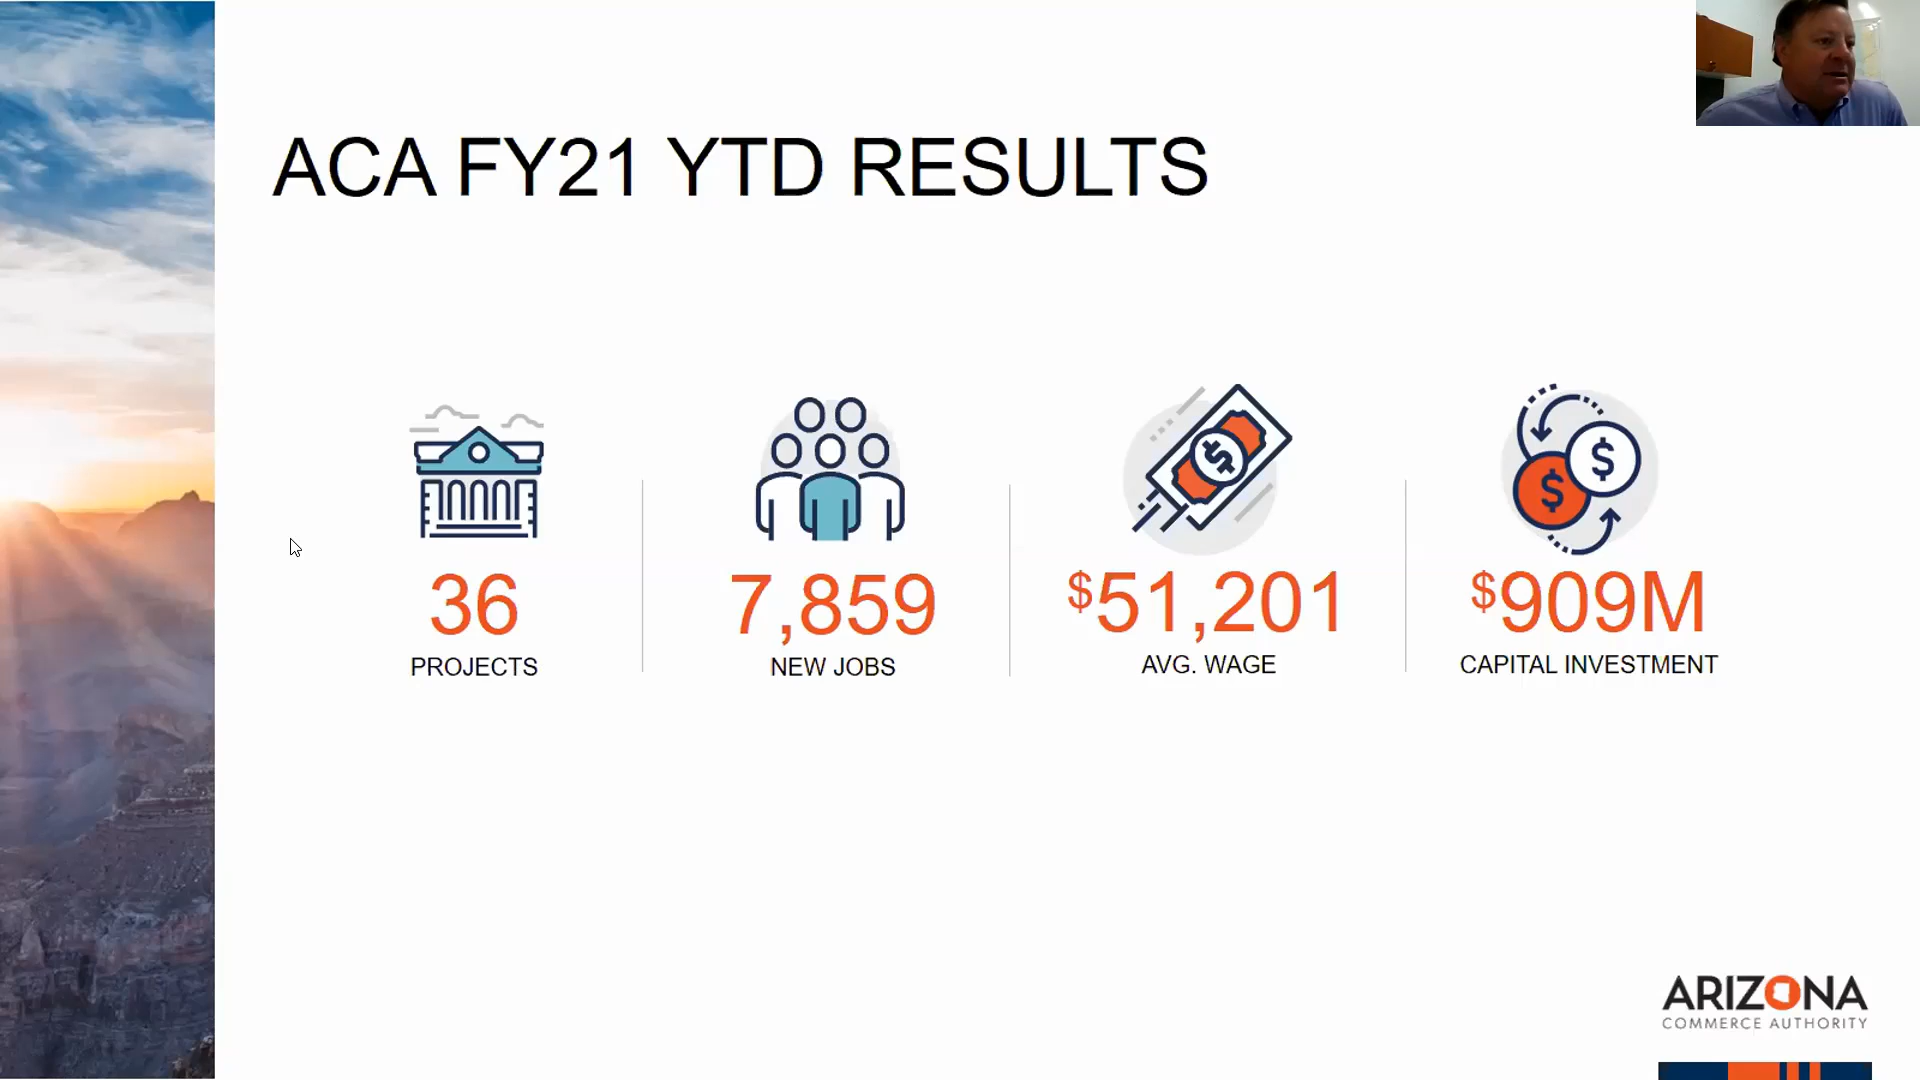 ACA FY21 YTD RESULTS
36
PROJECTS
7,859
NEW JOBS
$51,201
AVG. WAGE
$909M
CAPITAL INVESTMENT
ARIZONA
COMMERCE AUTHORITY